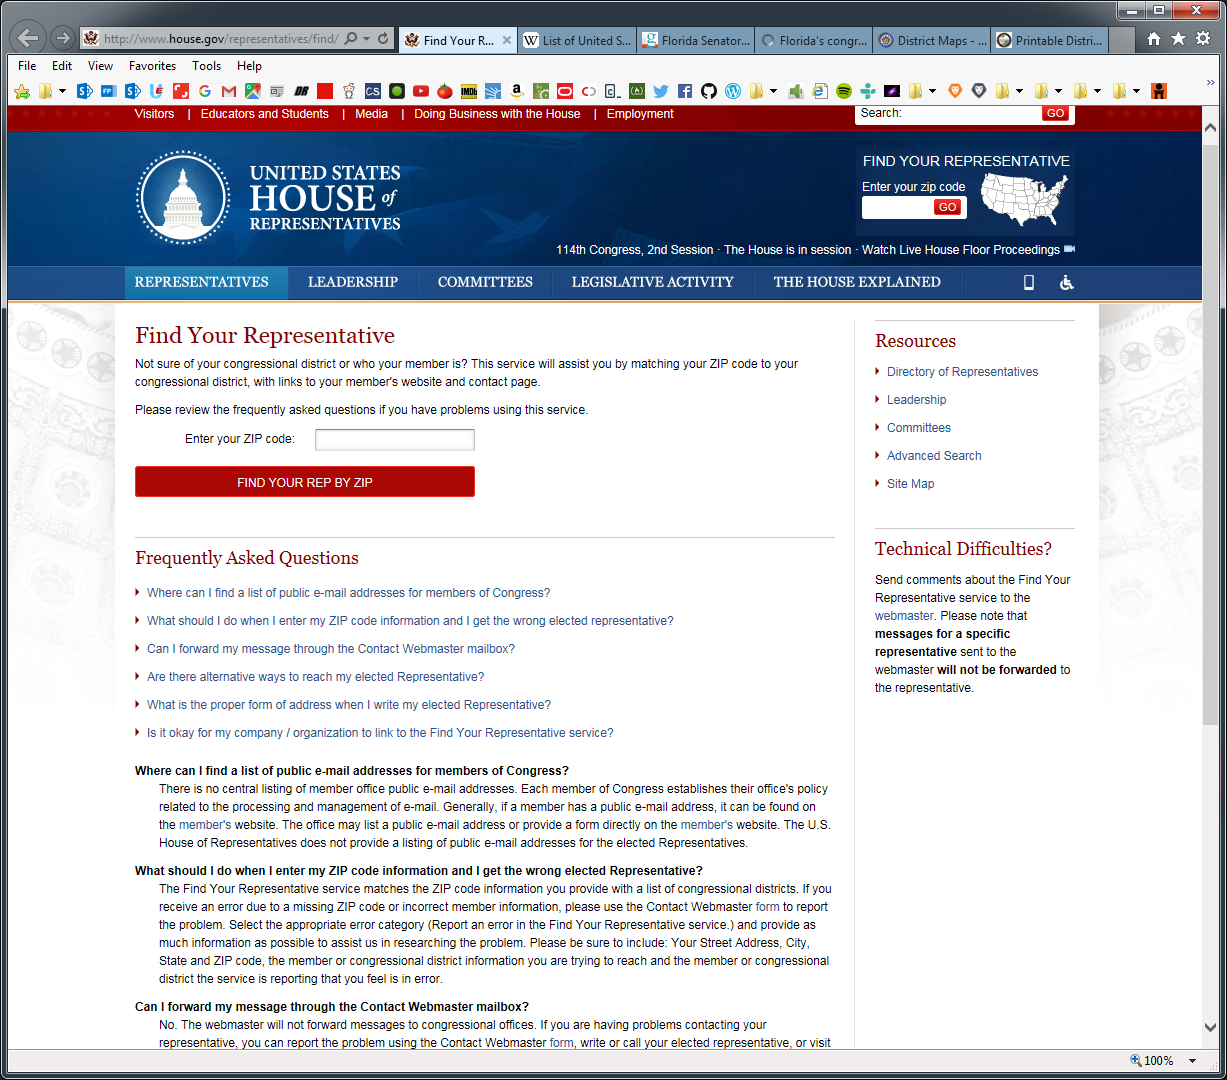 http://www.house.gov/representatives/find/
Find Your R...
List of United S...
Florida Senator...
Florida's congr...
District Maps - ...
Printable Distri...
File Edit View Favorites Tools Help
Visitors | Educators and Students | Media | Doing Business with the House | Employment
Search: GO
UNITED STATES
HOUSE of
REPRESENTATIVES
FIND YOUR REPRESENTATIVE
Enter your zip code
GO
114th Congress, 2nd Session · The House is in session · Watch Live House Floor Proceedings
REPRESENTATIVES LEADERSHIP COMMITTEES LEGISLATIVE ACTIVITY THE HOUSE EXPLAINED
Find Your Representative
Not sure of your congressional district or who your member is? This service will assist you by matching your ZIP code to your
congressional district, with links to your member's website and contact page.
Please review the frequently asked questions if you have problems using this service.
Enter your ZIP code:
FIND YOUR REP BY ZIP
Frequently Asked Questions
Where can I find a list of public e-mail addresses for members of Congress?
What should I do when I enter my ZIP code information and I get the wrong elected representative?
Can I forward my message through the Contact Webmaster mailbox?
Are there alternative ways to reach my elected Representative?
What is the proper form of address when I write my elected Representative?
Is it okay for my company / organization to link to the Find Your Representative service?
Where can I find a list of public e-mail addresses for members of Congress?
There is no central listing of member office public e-mail addresses. Each member of Congress establishes their office's policy
related to the processing and management of e-mail. Generally, if a member has a public e-mail address, it can be found on
the member's website. The office may list a public e-mail address or provide a form directly on the member's website. The U.S.
House of Representatives does not provide a listing of public e-mail addresses for the elected Representatives.
What should I do when I enter my ZIP code information and I get the wrong elected Representative?
The Find Your Representative service matches the ZIP code information you provide with a list of congressional districts. If you
receive an error due to a missing ZIP code or incorrect member information, please use the Contact Webmaster form to report
the problem. Select the appropriate error category (Report an error in the Find Your Representative service.) and provide as
much information as possible to assist us in researching the problem. Please be sure to include: Your Street Address, City,
State and ZIP code, the member or congressional district information you are trying to reach and the member or congressional
district the service is reporting that you feel is in error.
Can I forward my message through the Contact Webmaster mailbox?
No. The webmaster will not forward messages to congressional offices. If you are having problems contacting your
representative, you can report the problem using the Contact Webmaster form, write or call your elected representative, or visit
Resources
Directory of Representatives
Leadership
Committees
Advanced Search
Site Map
Technical Difficulties?
Send comments about the Find Your
Representative service to the
webmaster. Please note that
messages for a specific
representative sent to the
webmaster will not be forwarded to
the representative.
100%